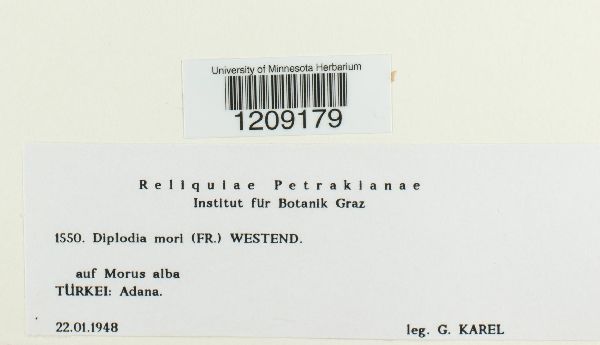 University of Minnesota Herbarium
1209179
Reliquiae Petrakianae
Institut für Botanik Graz
1550. Diplodia mori (FR.) WESTEND.
auf Morus alba
TÜRKEI: Adana.
22.01.1948 leg. G. KAREL